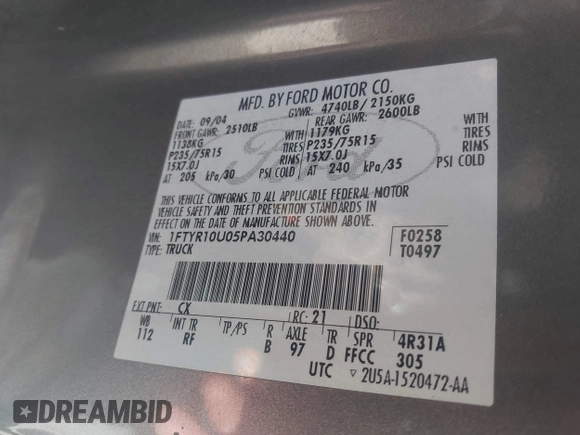 MFD. BY FORD MOTOR CO.
DATE: 09/04 GVWR: 4740LB/ 2150KG
FRONT GAWR: 2510LB REAR GAWR: 2600LB
1138KG WITH 1179KG WITH
P235/75R15 TIRES P235/75R15 TIRES
15X7.0J RIMS 15X7.0J RIMS
AT 205 kPa/30 PSI COLD AT 240 kPa/35 PSI COLD
THIS VEHICLE CONFORMS TO ALL APPLICABLE FEDERAL MOTOR
VEHICLE SAFETY AND THEFT PREVENTION STANDARDS IN
EFFECT ON THE DATE OF MANUFACTURE SHOWN ABOVE.
VIN: 1FTYR10U05PA30440 F0258
TYPE: TRUCK T0497
EXT PNT: CX RC: 21 DSO:
WB INT TR TP/PS R AXLE TR SPR 4R31A
112 RF B 97 D FFCC 305
UTC ▽ 2U5A-1520472-AA
Ford
DREAMBID